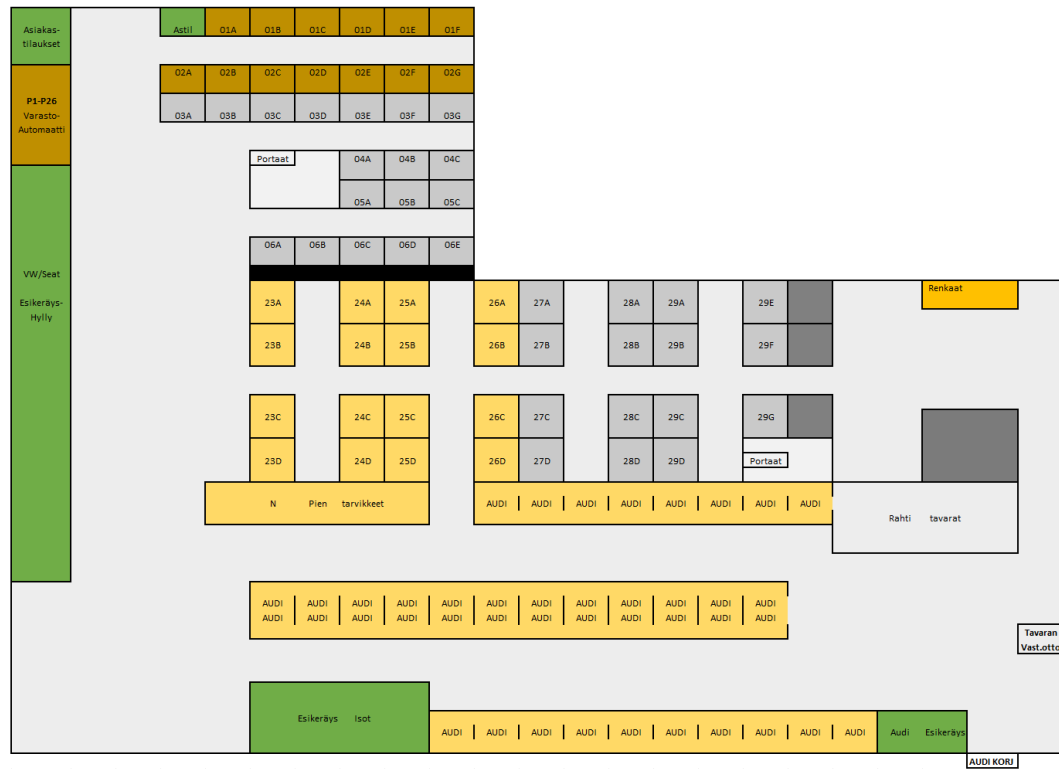 Asiakas-
tilaukset
Astil 01A 01B 01C 01D 01E 01F
P1-P26
Varasto-
Automaatti
02A 02B 02C 02D 02E 02F 02G
03A 03B 03C 03D 03E 03F 03G
Portaat 04A 04B 04C
05A 05B 05C
06A 06B 06C 06D 06E
VW/Seat
Esikeräys-
Hylly
23A 24A 25A 26A 27A 28A 29A 29E
Renkaat
23B 24B 25B 26B 27B 28B 29B 29F
23C 24C 25C 26C 27C 28C 29C 29G
23D 24D 25D 26D 27D 28D 29D Portaat
N Pien tarvikkeet
AUDI AUDI AUDI AUDI AUDI AUDI AUDI AUDI
Rahti tavarat
AUDI AUDI AUDI AUDI AUDI AUDI AUDI AUDI AUDI AUDI AUDI AUDI
AUDI AUDI AUDI AUDI AUDI AUDI AUDI AUDI AUDI AUDI AUDI AUDI
Tavaran
Vast.otto
Esikeräys Isot
AUDI AUDI AUDI AUDI AUDI AUDI AUDI AUDI AUDI AUDI
Audi Esikeräys
AUDI KORJ